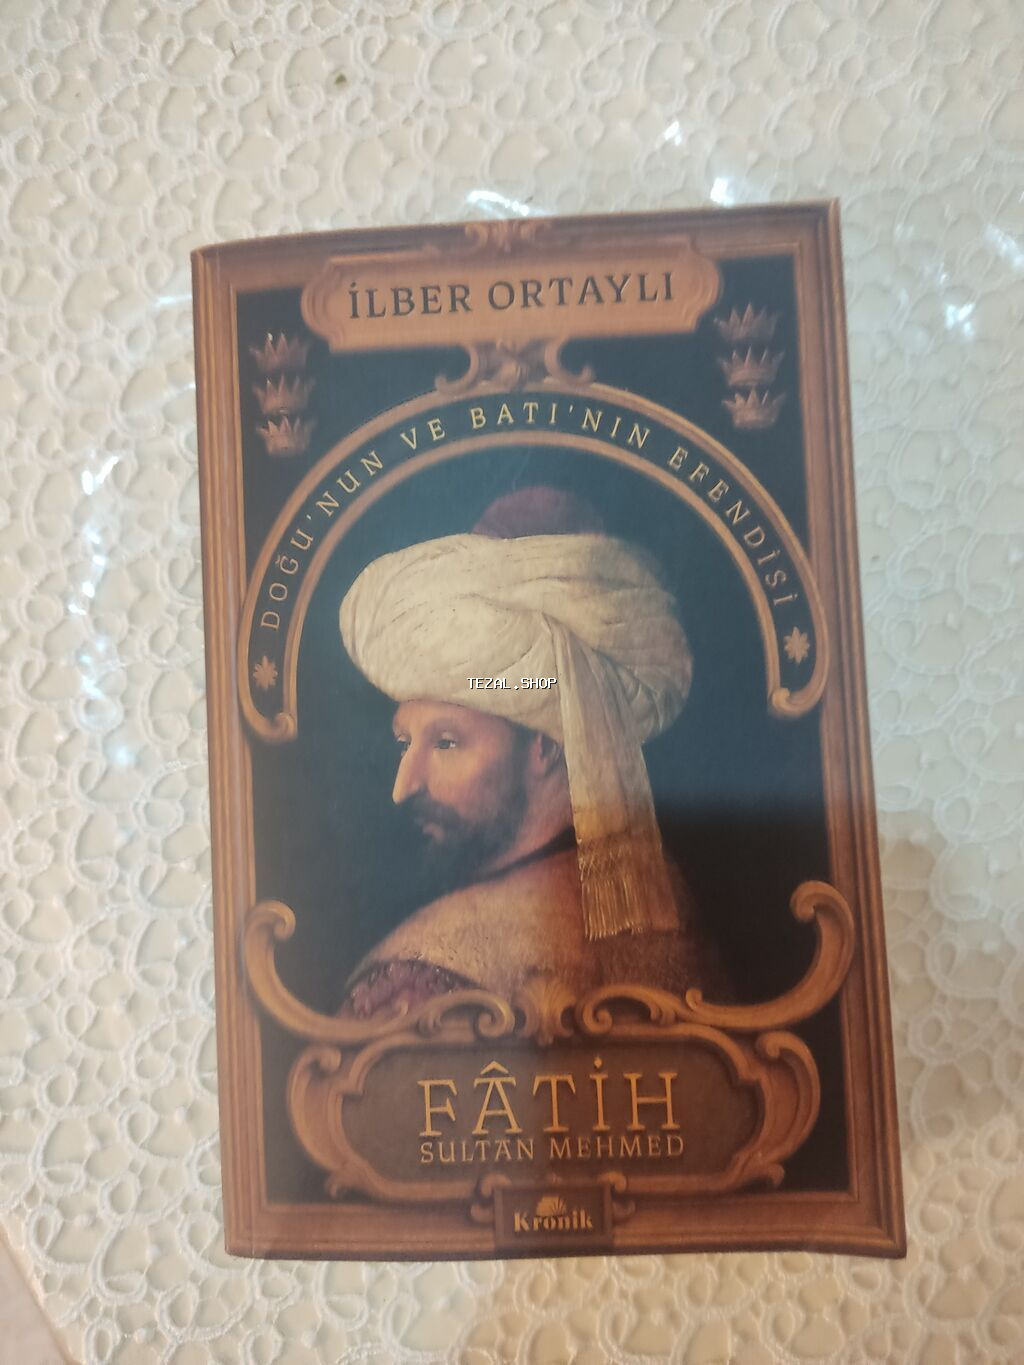 İLBER ORTAYLI
DOĞU'NUN VE BATI'NIN EFENDİSİ
TEZAL.SHOP
FÂTİH
SULTAN MEHMED
Kronik